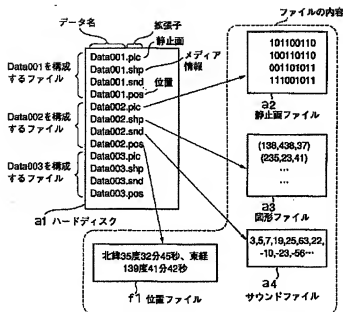 データ名
拡張子
静止画
メディア
情報
位置
ファイルの内容
Data001を構成
するファイル
Data002を構成
するファイル
Data003を構成
するファイル
Data001.pic
Data001.shp
Data001.snd
Data001.pos
Data002.pic
Data002.shp
Data002.snd
Data002.pos
Data003.pic
Data003.shp
Data003.snd
Data003.pos
a1 ハードディスク
101100110
100110110
001101011
111001011
a2
静止画ファイル
(138,438,37)
(235,23,41)
…
…
a3
図形ファイル
3,5,7,19,25,63,22,
-10,-23,-56…
a4
サウンドファイル
北緯35度32分45秒、東経
139度41分42秒
f1 位置ファイル